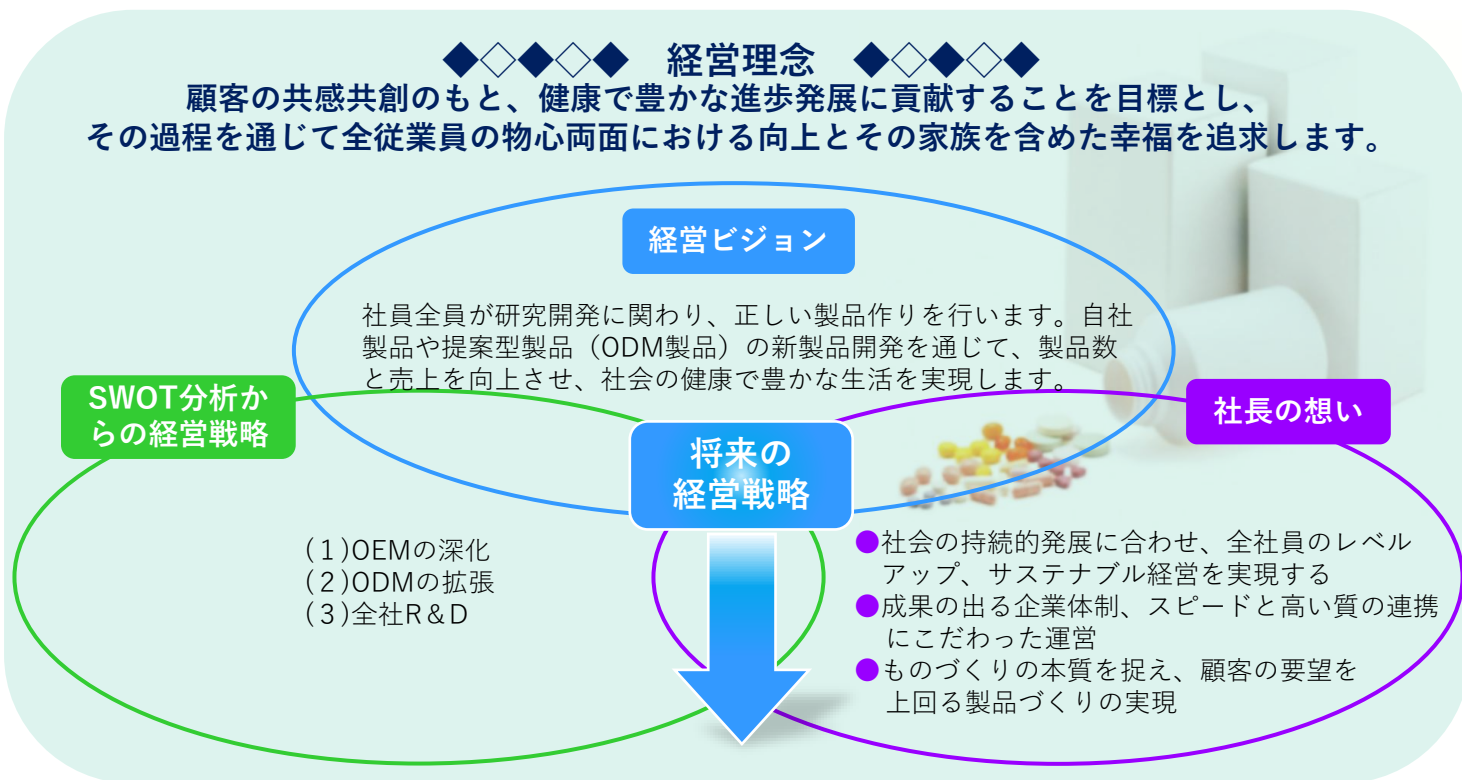 ◆◇◆◇◆　経営理念　◆◇◆◇◆
顧客の共感共創のもと、健康で豊かな進歩発展に貢献することを目標とし、
その過程を通じて全従業員の物心両面における向上とその家族を含めた幸福を追求します。
経営ビジョン
社員全員が研究開発に関わり、正しい製品作りを行います。自社
製品や提案型製品（ODM製品）の新製品開発を通じて、製品数
と売上を向上させ、社会の健康で豊かな生活を実現します。
SWOT分析か
らの経営戦略
社長の想い
将来の
経営戦略
(１)OEMの深化
(２)ODMの拡張
(３)全社R＆D
●社会の持続的発展に合わせ、全社員のレベル
アップ、サステナブル経営を実現する
●成果の出る企業体制、スピードと高い質の連携
にこだわった運営
●ものづくりの本質を捉え、顧客の要望を
上回る製品づくりの実現